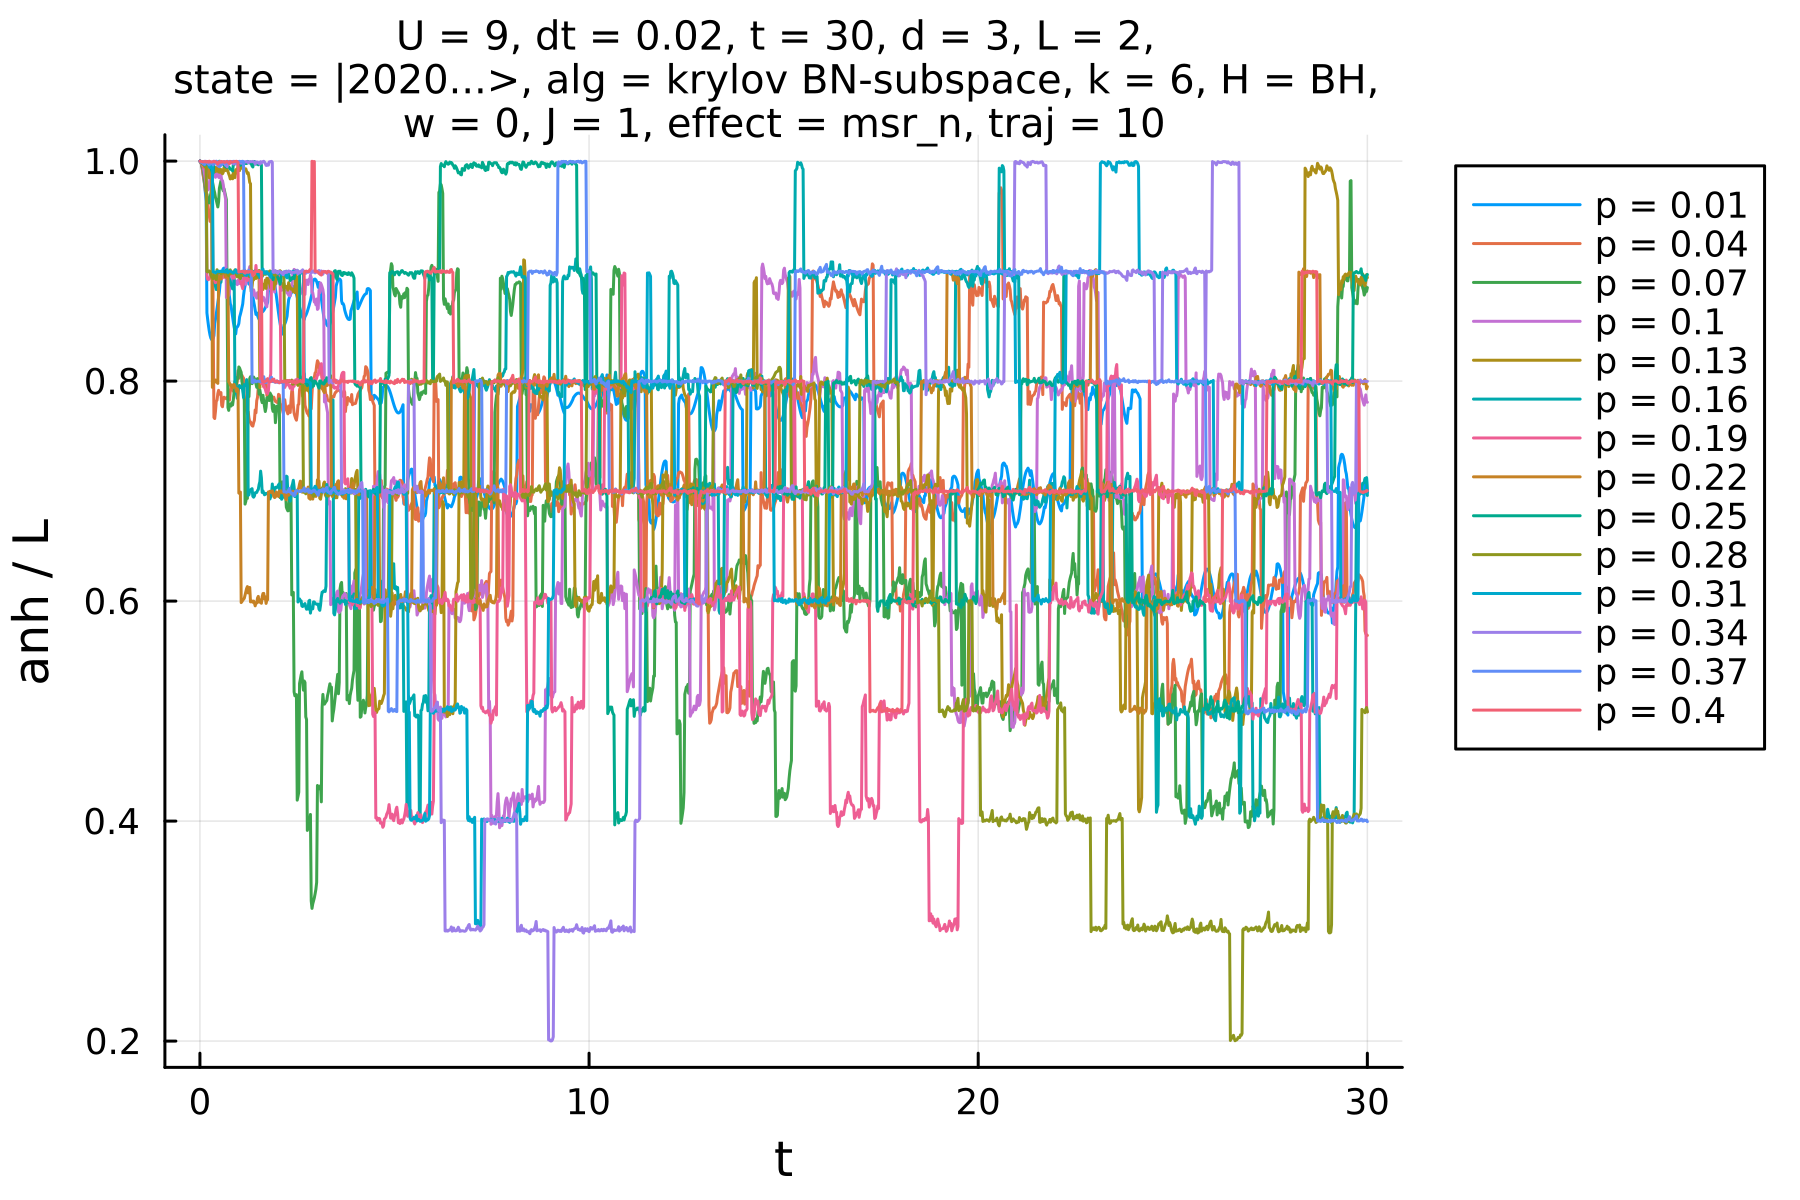 U = 9, dt = 0.02, t = 30, d = 3, L = 2,
state = |2020...>, alg = krylov BN-subspace, k = 6, H = BH,
w = 0, J = 1, effect = msr_n, traj = 10
anh / L
1.0
0.8
0.6
0.4
0.2
0
10
20
30
t
p = 0.01
p = 0.04
p = 0.07
p = 0.1
p = 0.13
p = 0.16
p = 0.19
p = 0.22
p = 0.25
p = 0.28
p = 0.31
p = 0.34
p = 0.37
p = 0.4